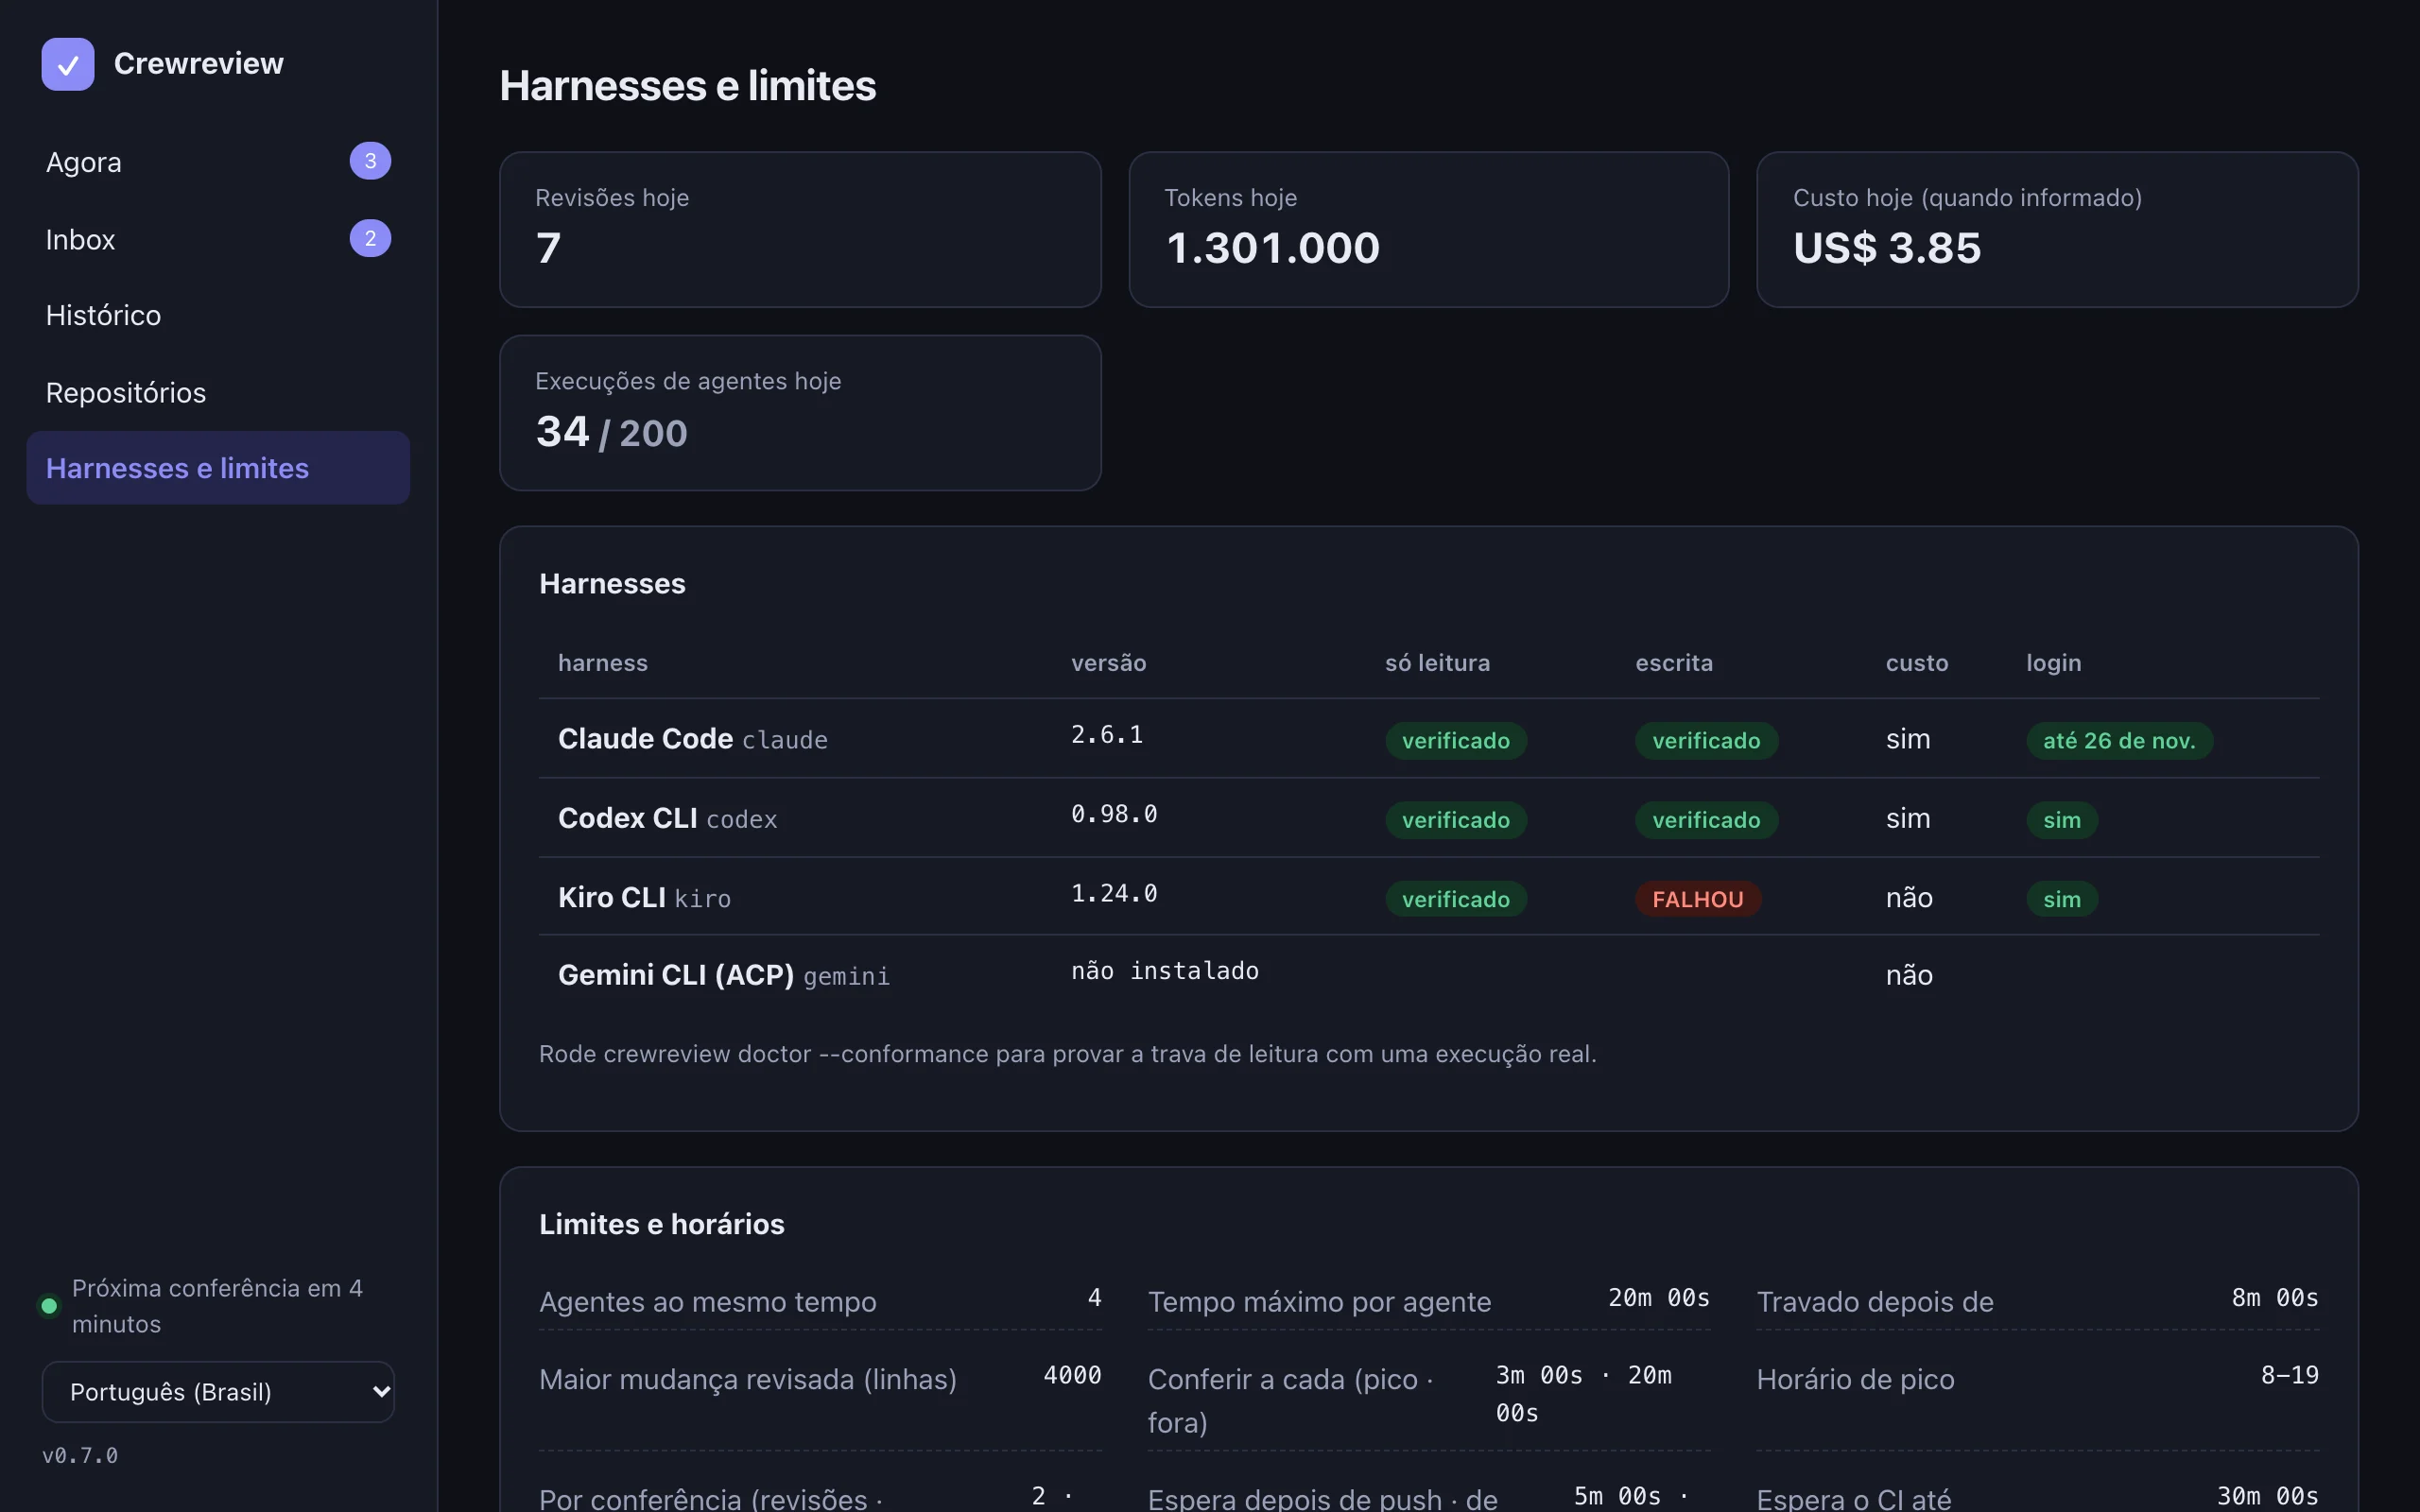 Crewreview
Agora 3
Inbox 2
Histórico
Repositórios
Harnesses e limites
Próxima conferência em 4
minutos
Português (Brasil)
v0.7.0
Harnesses e limites
Revisões hoje
7
Tokens hoje
1.301.000
Custo hoje (quando informado)
US$ 3.85
Execuções de agentes hoje
34 / 200
Harnesses
harness versão só leitura escrita custo login
Claude Code claude 2.6.1 verificado verificado sim até 26 de nov.
Codex CLI codex 0.98.0 verificado verificado sim sim
Kiro CLI kiro 1.24.0 verificado FALHOU não sim
Gemini CLI (ACP) gemini não instalado não
Rode crewreview doctor --conformance para provar a trava de leitura com uma execução real.
Limites e horários
Agentes ao mesmo tempo 4
Tempo máximo por agente 20m 00s
Travado depois de 8m 00s
Maior mudança revisada (linhas) 4000
Conferir a cada (pico · 3m 00s · 20m
fora) 00s
Horário de pico 8–19
Por conferência (revisões · 2 ·
Espera depois de push · de 5m 00s ·
Espera o CI até 30m 00s